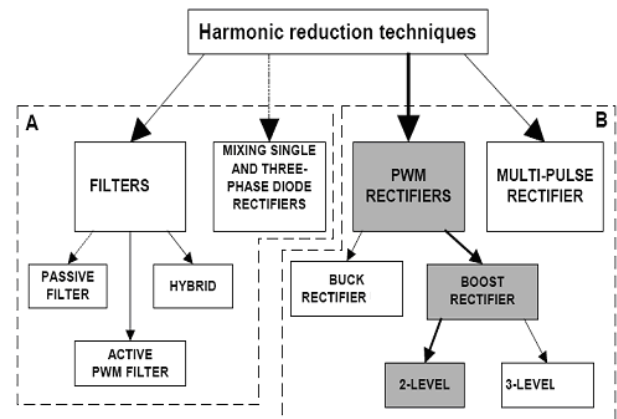 Harmonic reduction techniques
A
B
FILTERS
MIXING SINGLE
AND THREE-
PHASE DIODE
RECTIFIERS
PWM
RECTIFIERS
MULTI-PULSE
RECTIFIER
PASSIVE
FILTER
HYBRID
BUCK
RECTIFIER
BOOST
RECTIFIER
ACTIVE
PWM FILTER
2-LEVEL
3-LEVEL